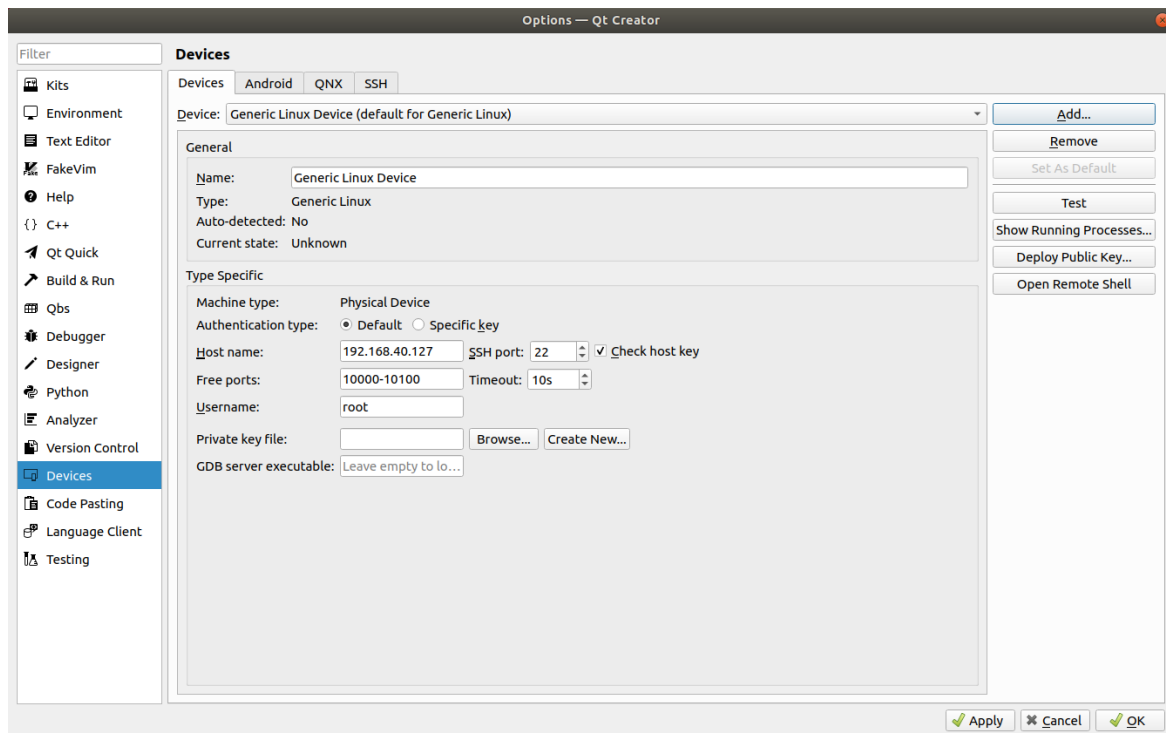 Options — Qt Creator
Filter
Kits
Environment
Text Editor
FakeVim
Help
C++
Qt Quick
Build & Run
Qbs
Debugger
Designer
Python
Analyzer
Version Control
Devices
Code Pasting
Language Client
Testing
Devices
Devices Android QNX SSH
Device: Generic Linux Device (default for Generic Linux)
General
Name: Generic Linux Device
Type: Generic Linux
Auto-detected: No
Current state: Unknown
Type Specific
Machine type: Physical Device
Authentication type: Default Specific key
Host name: 192.168.40.127 SSH port: 22 Check host key
Free ports: 10000-10100 Timeout: 10s
Username: root
Private key file: Browse... Create New...
GDB server executable: Leave empty to lo...
Add...
Remove
Set As Default
Test
Show Running Processes...
Deploy Public Key...
Open Remote Shell
Apply Cancel OK